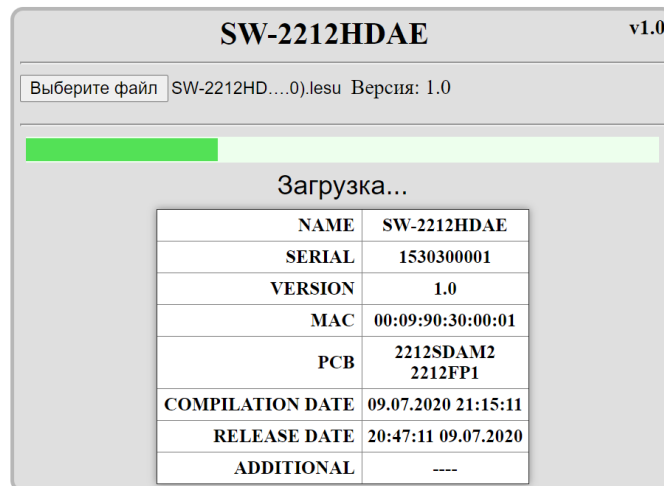 SW-2212HDAE v1.0
Выберите файл SW-2212HD....0).lesu Версия: 1.0
Загрузка...
NAME SW-2212HDAE
SERIAL 1530300001
VERSION 1.0
MAC 00:09:90:30:00:01
PCB 2212SDAM2
2212FP1
COMPILATION DATE 09.07.2020 21:15:11
RELEASE DATE 20:47:11 09.07.2020
ADDITIONAL ----